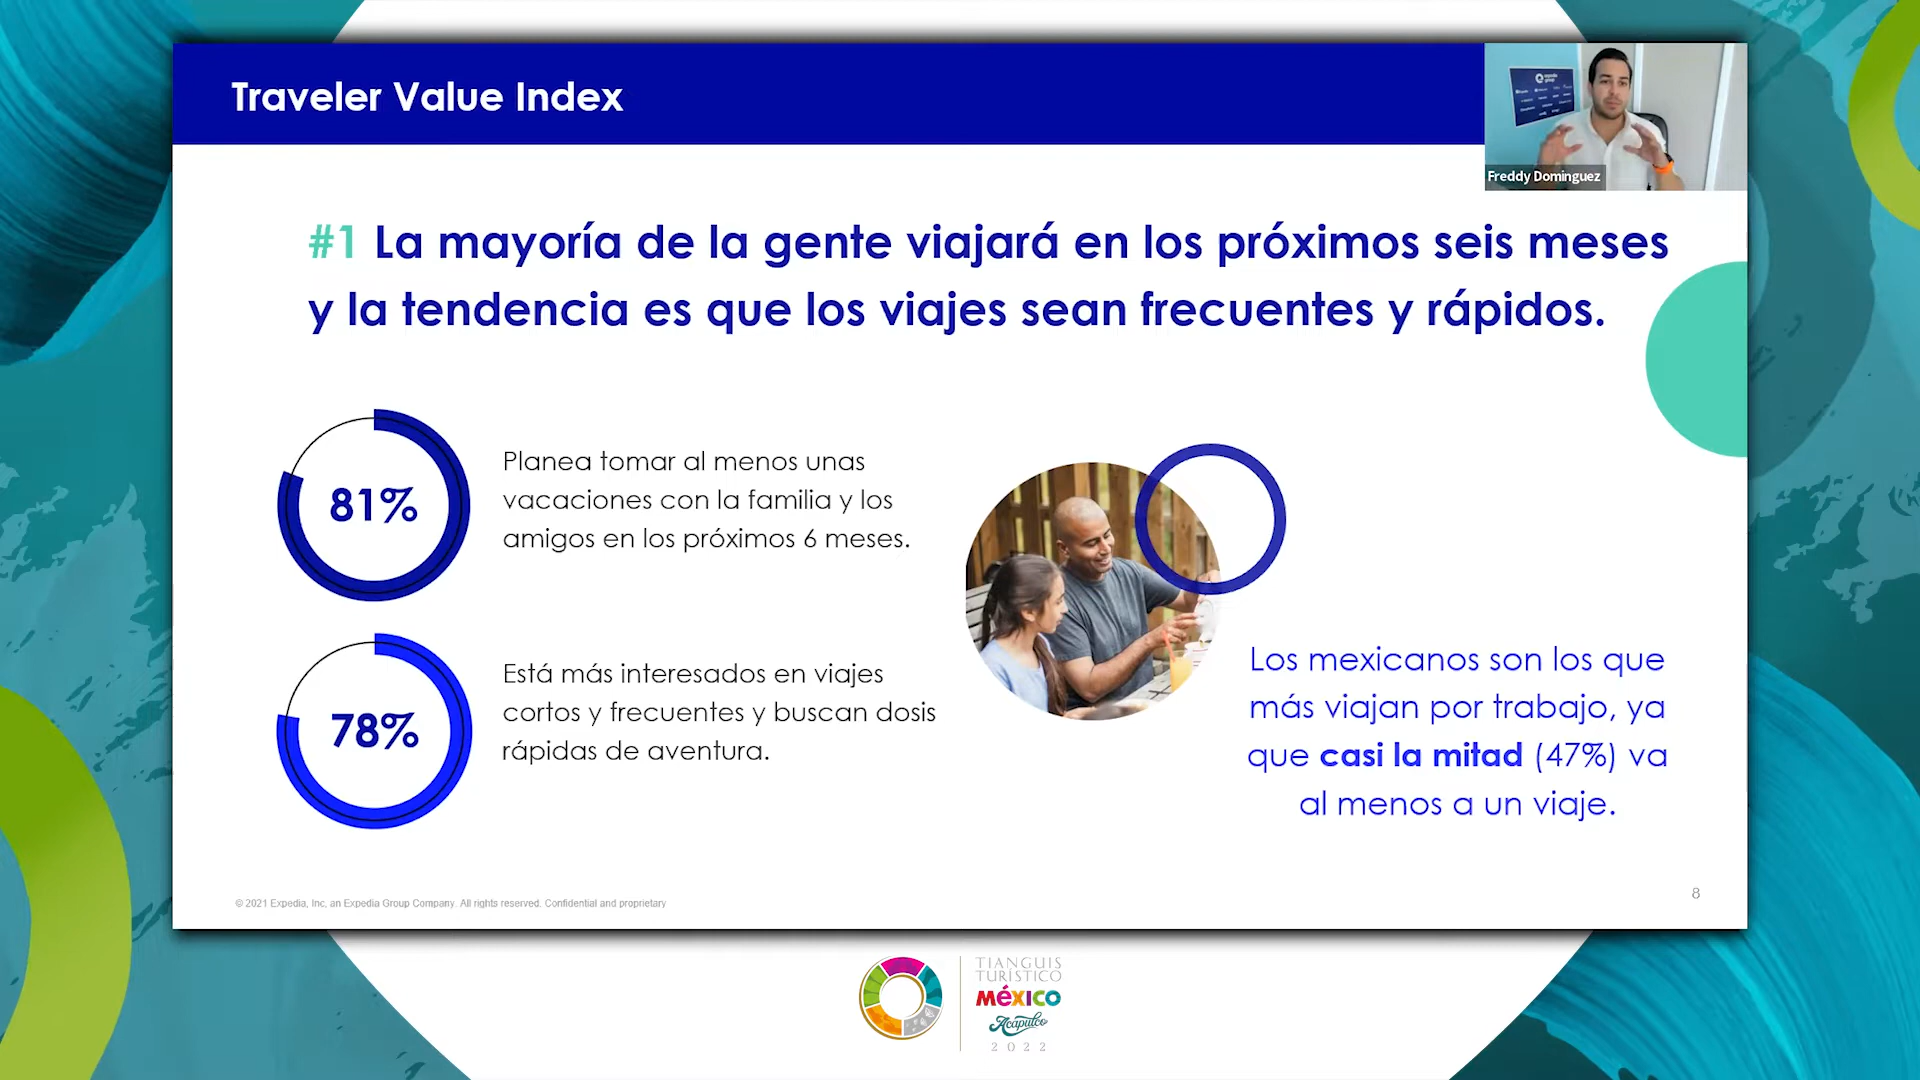 Traveler Value Index
Freddy Dominguez
#1 La mayoría de la gente viajará en los próximos seis meses
y la tendencia es que los viajes sean frecuentes y rápidos.
81%
Planea tomar al menos unas
vacaciones con la familia y los
amigos en los próximos 6 meses.
78%
Está más interesados en viajes
cortos y frecuentes y buscan dosis
rápidas de aventura.
Los mexicanos son los que
más viajan por trabajo, ya
que casi la mitad (47%) va
al menos a un viaje.
© 2021 Expedia, Inc, an Expedia Group Company. All rights reserved. Confidential and proprietary
8
TIANGUIS
TURÍSTICO
MéXICO
Acapulco
2022